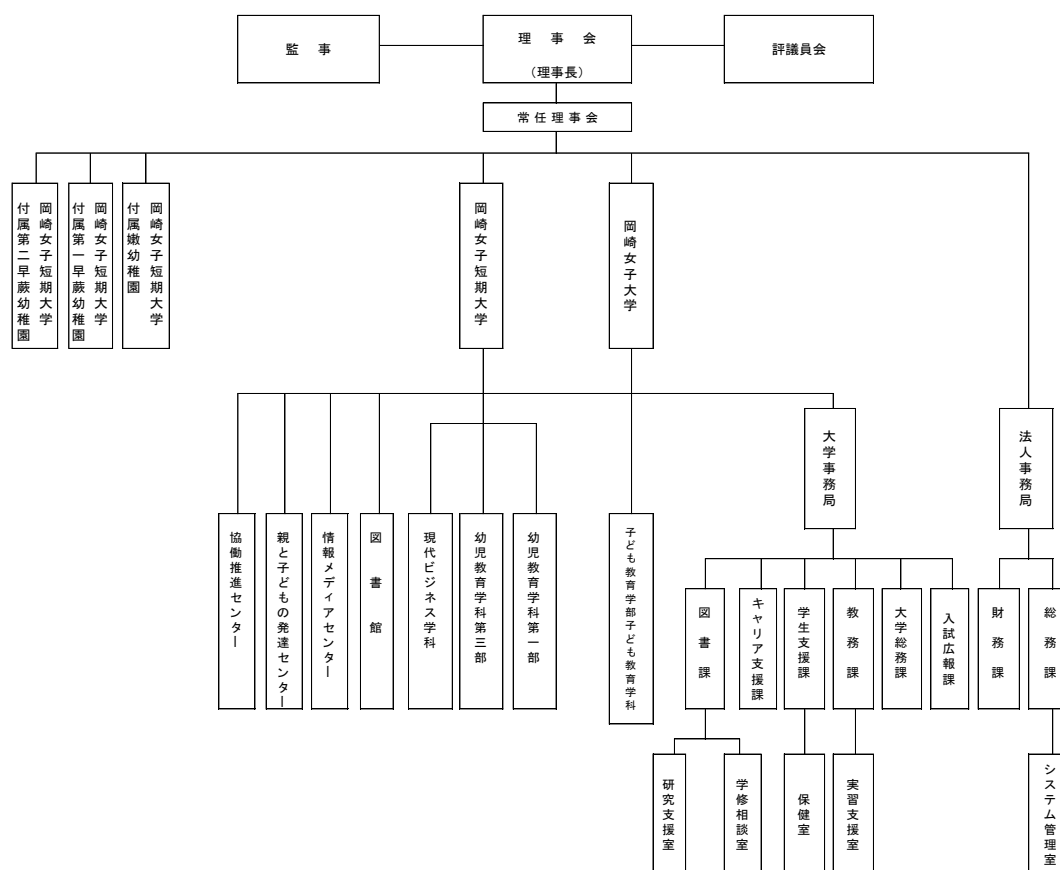 監 事
理 事 会
(理事長)
評議員会
常任理事会
岡崎女子短期大学
付属第二早蕨幼稚園
岡崎女子短期大学
付属第一早蕨幼稚園
岡崎女子短期大学
付属嫩幼稚園
岡崎女子短期大学
岡崎女子大学
大学事務局
法人事務局
協働推進センター
親と子どもの発達センター
情報メディアセンター
図 書 館
現代ビジネス学科
幼児教育学科第三部
幼児教育学科第一部
子ども教育学部子ども教育学科
図 書 課
キャリア支援課
学生支援課
教 務 課
大学総務課
入試広報課
財 務 課
総 務 課
研究支援室
学修相談室
保健室
実習支援室
システム管理室